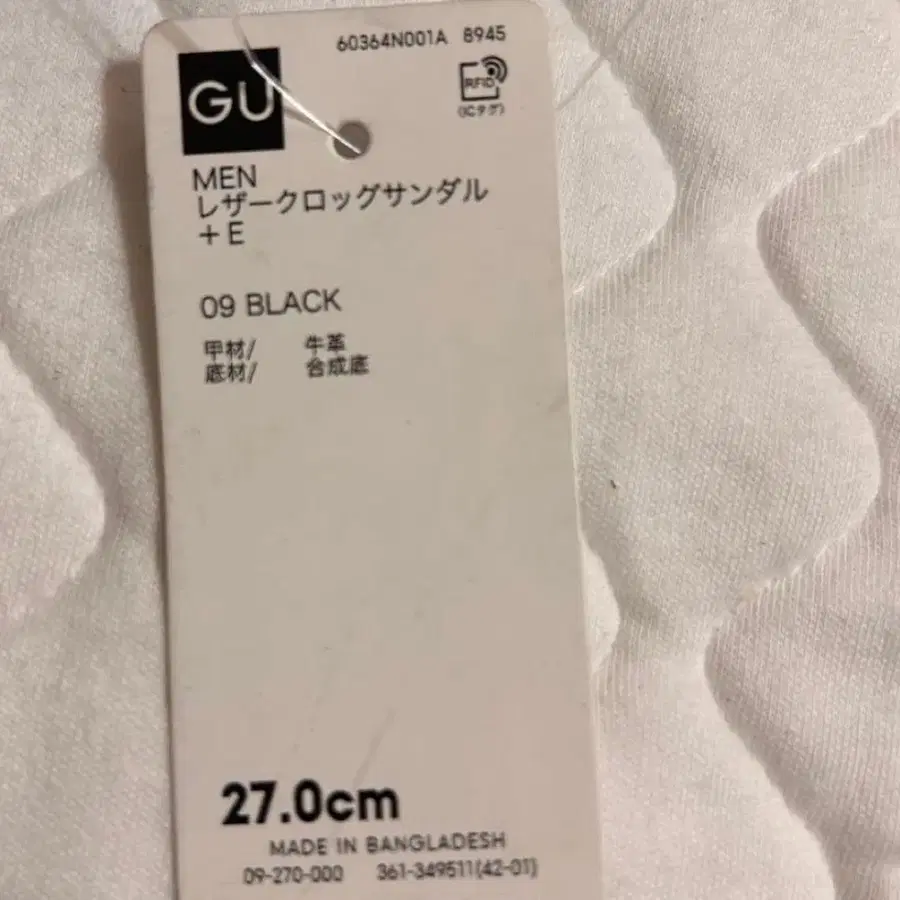 60364N001A 8945
GU
RFID
(ICタグ)
MEN
レザークロッグサンダル
+E
09 BLACK
甲材/ 牛革
底材/ 合成底
27.0cm
MADE IN BANGLADESH
09-270-000 361-349511(42-01)